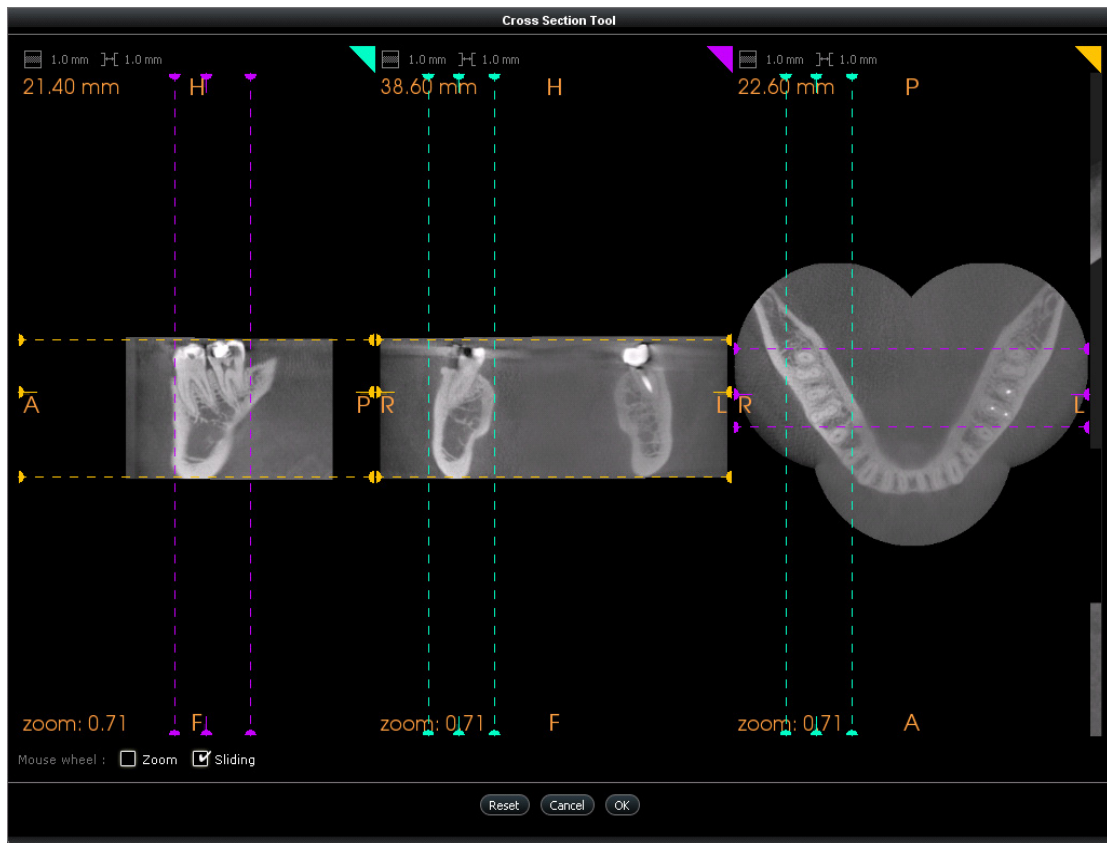 Cross Section Tool
1.0 mm 1.0 mm 1.0 mm 1.0 mm 1.0 mm 1.0 mm
21.40 mm H 38.60 mm H 22.60 mm P
A P R L R L
zoom: 0.71 F zoom: 0.71 F zoom: 0.71 A
Mouse wheel : Zoom Sliding
Reset Cancel OK